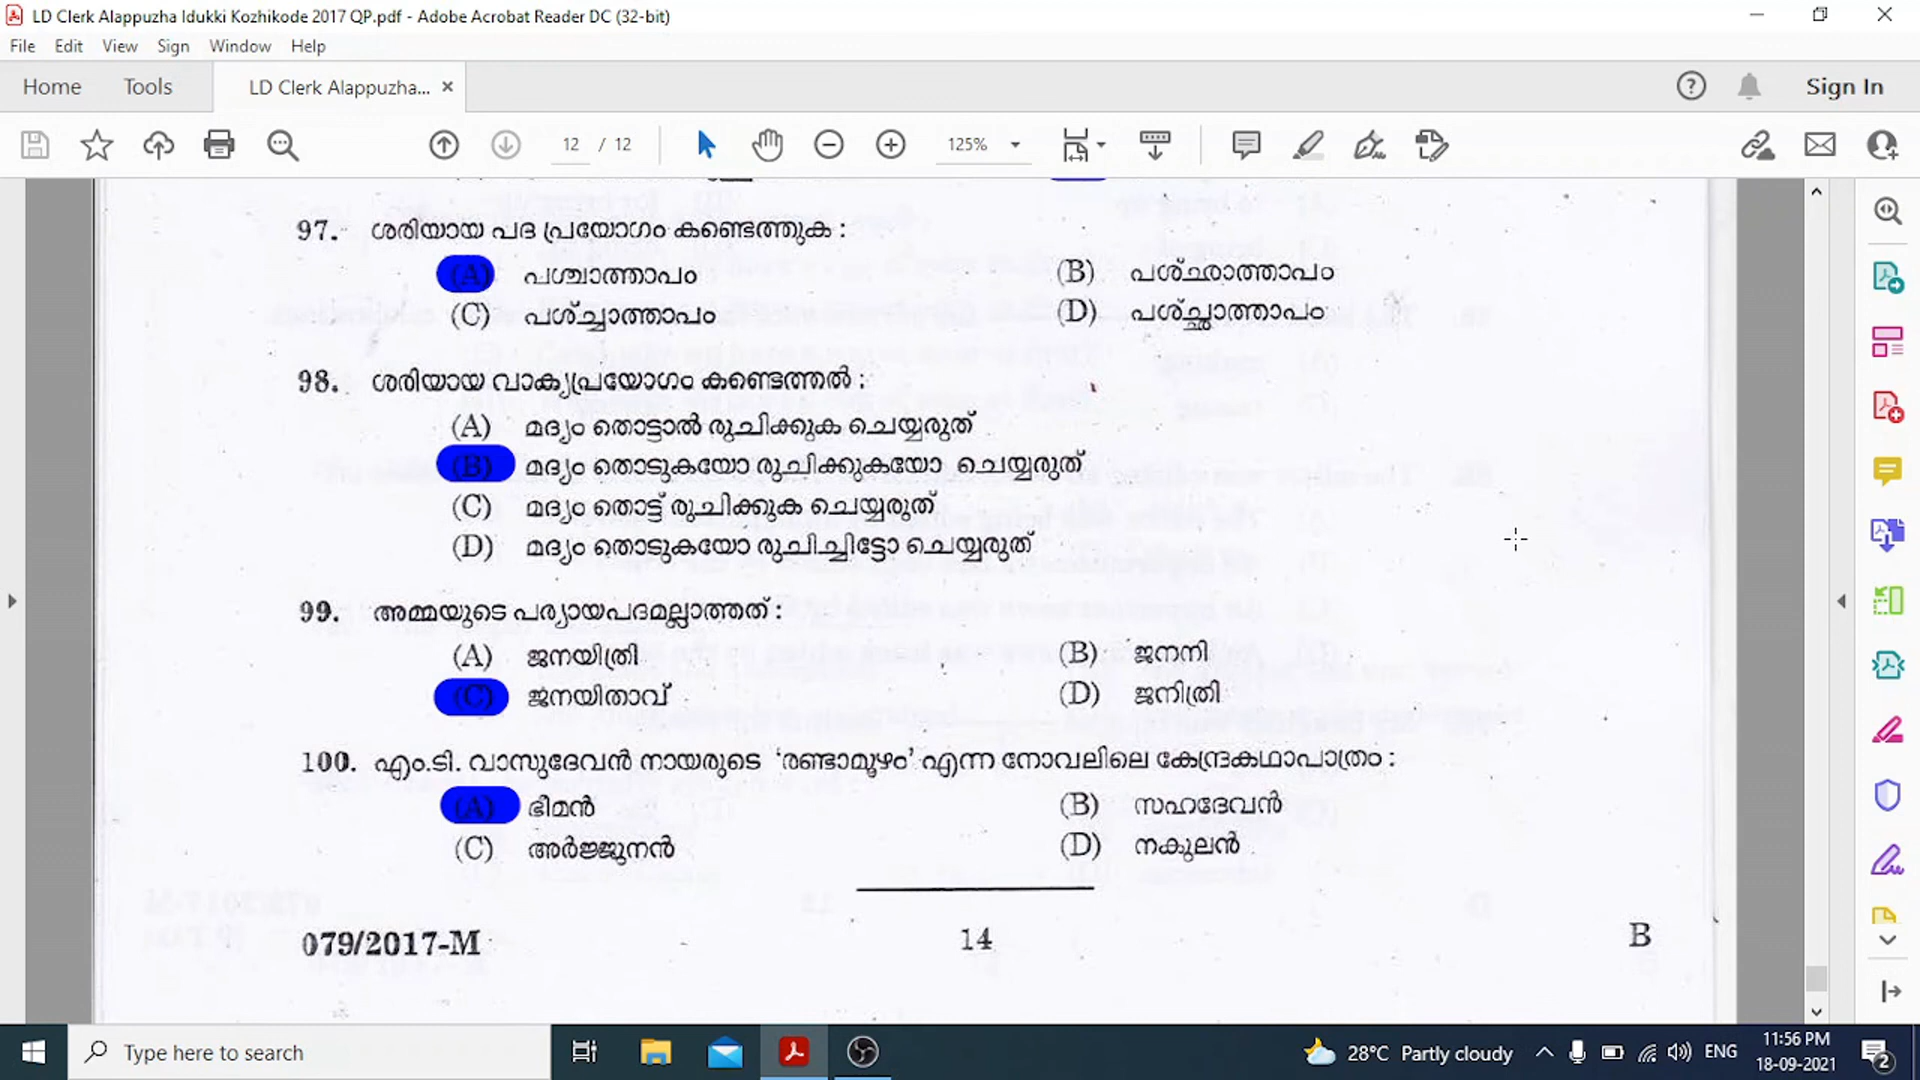 LD Clerk Alappuzha Idukki Kozhikode 2017 QP.pdf - Adobe Acrobat Reader DC (32-bit)
File Edit View Sign Window Help
Home Tools LD Clerk Alappuzha... × Sign In
12 / 12 125%
97. ശരിയായ പദ പ്രയോഗം കണ്ടെത്തുക :
(A) പശ്ചാത്താപം (B) പശ്ഛാത്താപം
(C) പശ്ച്ചാത്താപം (D) പശ്ച്ഛാത്താപം
98. ശരിയായ വാക്യപ്രയോഗം കണ്ടെത്തൽ :
(A) മദ്യം തൊട്ടാൽ രുചിക്കുക ചെയ്യരുത്
(B) മദ്യം തൊടുകയോ രുചിക്കുകയോ ചെയ്യരുത്
(C) മദ്യം തൊട്ട് രുചിക്കുക ചെയ്യരുത്
(D) മദ്യം തൊടുകയോ രുചിച്ചിട്ടോ ചെയ്യരുത്
99. അമ്മയുടെ പര്യായപദമല്ലാത്തത് :
(A) ജനയിത്രി (B) ജനനി
(C) ജനയിതാവ് (D) ജനിത്രി
100. എം.ടി. വാസുദേവൻ നായരുടെ ‘രണ്ടാമൂഴം’ എന്ന നോവലിലെ കേന്ദ്രകഥാപാത്രം :
(A) ഭീമൻ (B) സഹദേവൻ
(C) അർജ്ജുനൻ (D) നകുലൻ
079/2017-M 14 B
Type here to search 28°C Partly cloudy ENG 11:56 PM
18-09-2021 2